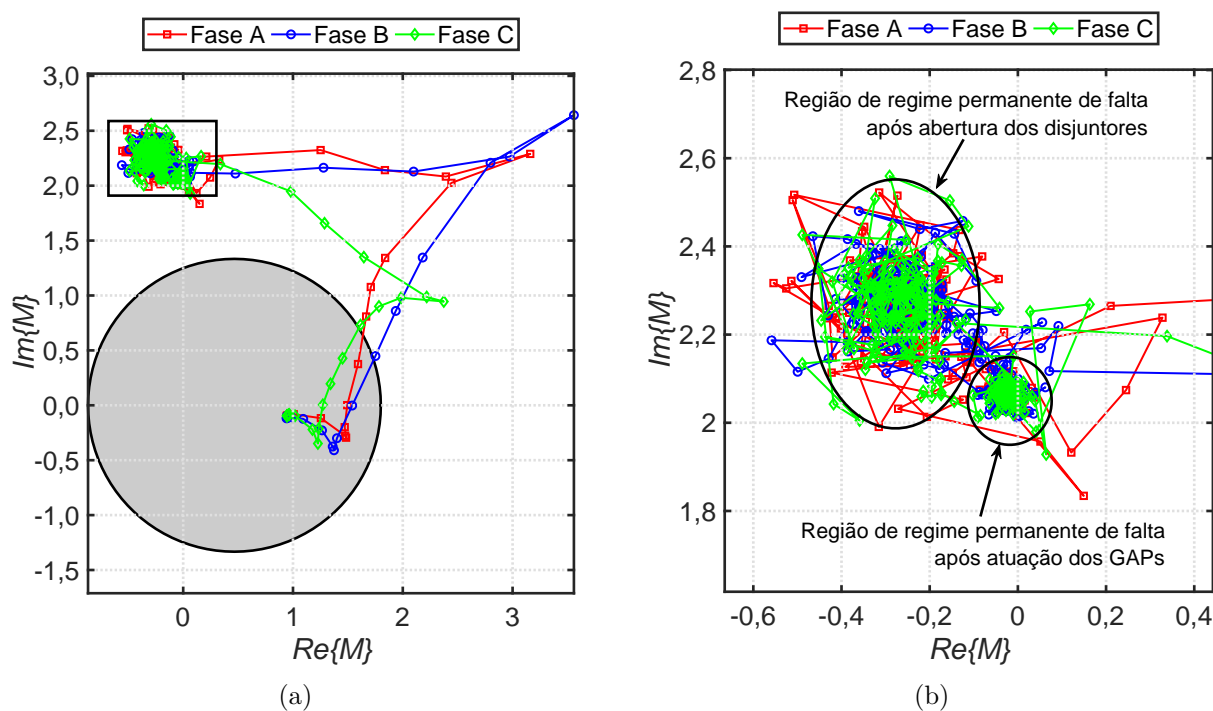 Fase A Fase B Fase C
3,0
2,5
2,0
1,5
1,0
0,5
0,0
-0,5
-1,0
-1,5
Im{M}
0 1 2 3
Re{M}
(a)
Fase A Fase B Fase C
2,8
2,6
2,4
2,2
2
1,8
Im{M}
Região de regime permanente de falta
após abertura dos disjuntores
Região de regime permanente de falta
após atuação dos GAPs
-0,6 -0,4 -0,2 0 0,2 0,4
Re{M}
(b)